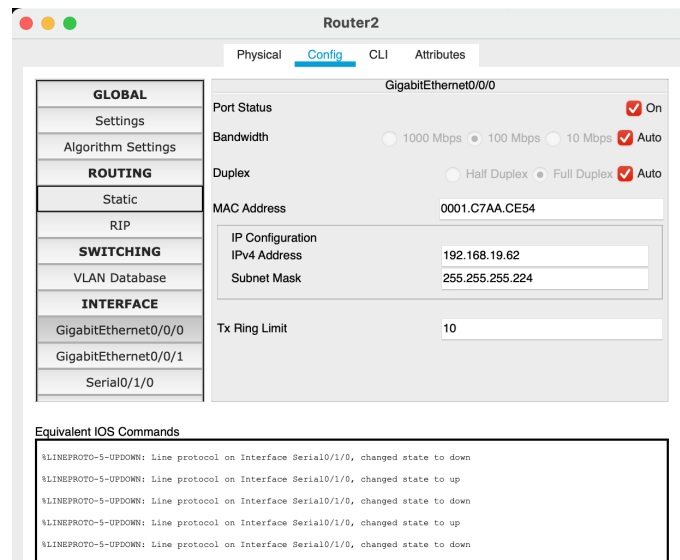 Router2
Physical Config CLI Attributes
GLOBAL
Settings
Algorithm Settings
ROUTING
Static
RIP
SWITCHING
VLAN Database
INTERFACE
GigabitEthernet0/0/0
GigabitEthernet0/0/1
Serial0/1/0
GigabitEthernet0/0/0
Port Status On
Bandwidth 1000 Mbps 100 Mbps 10 Mbps Auto
Duplex Half Duplex Full Duplex Auto
MAC Address 0001.C7AA.CE54
IP Configuration
IPv4 Address 192.168.19.62
Subnet Mask 255.255.255.224
Tx Ring Limit 10
Equivalent IOS Commands
%LINEPROTO-5-UPDOWN: Line protocol on Interface Serial0/1/0, changed state to down
%LINEPROTO-5-UPDOWN: Line protocol on Interface Serial0/1/0, changed state to up
%LINEPROTO-5-UPDOWN: Line protocol on Interface Serial0/1/0, changed state to down
%LINEPROTO-5-UPDOWN: Line protocol on Interface Serial0/1/0, changed state to up
%LINEPROTO-5-UPDOWN: Line protocol on Interface Serial0/1/0, changed state to down